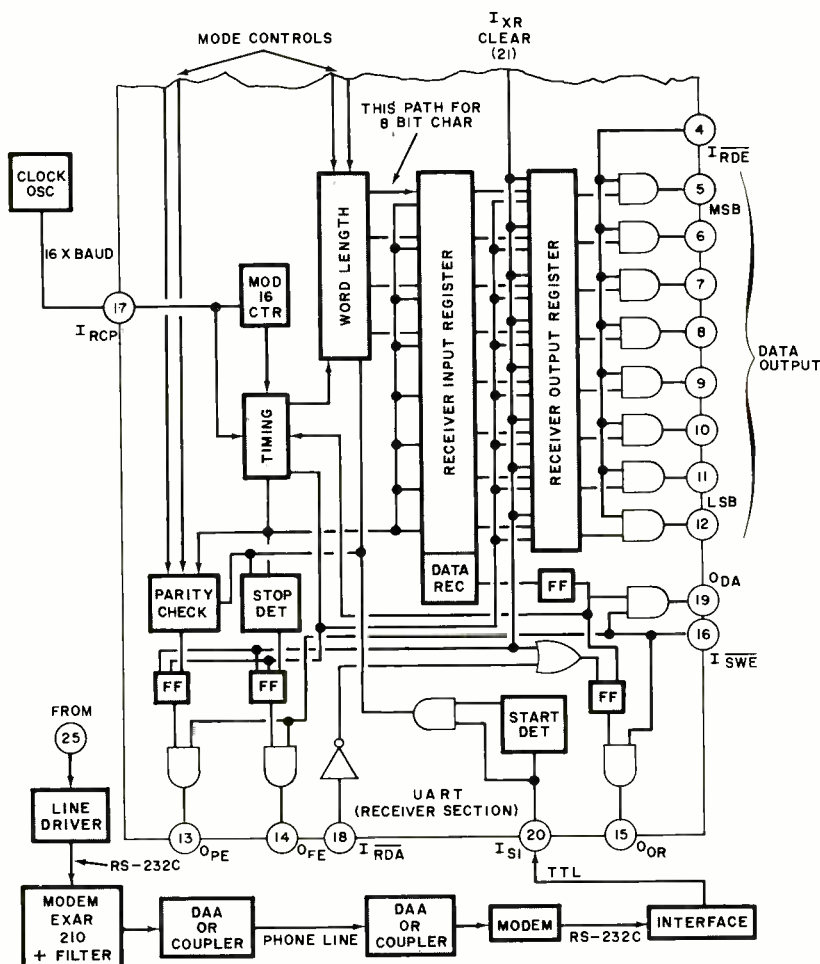 MODE CONTROLS
I XR
CLEAR
(21)
THIS PATH FOR
8 BIT CHAR
CLOCK
OSC
16 X BAUD
17
I RCP
MOD
16
CTR
TIMING
WORD LENGTH
RECEIVER INPUT REGISTER
RECEIVER OUTPUT REGISTER
4
I RDE
5
MSB
6
7
8
9
10
11
LSB
12
DATA
OUTPUT
PARITY
CHECK
STOP
DET
DATA
REC
FF
O DA
19
16
I SWE
FF
FF
FF
START
DET
FROM
25
LINE
DRIVER
UART
(RECEIVER SECTION)
13
O PE
14
O FE
18
I RDA
I SI
20
15
O OR
RS-232C
TTL
MODEM
EXAR
210
+ FILTER
DAA
OR
COUPLER
PHONE LINE
DAA
OR
COUPLER
MODEM
RS-232C
INTERFACE